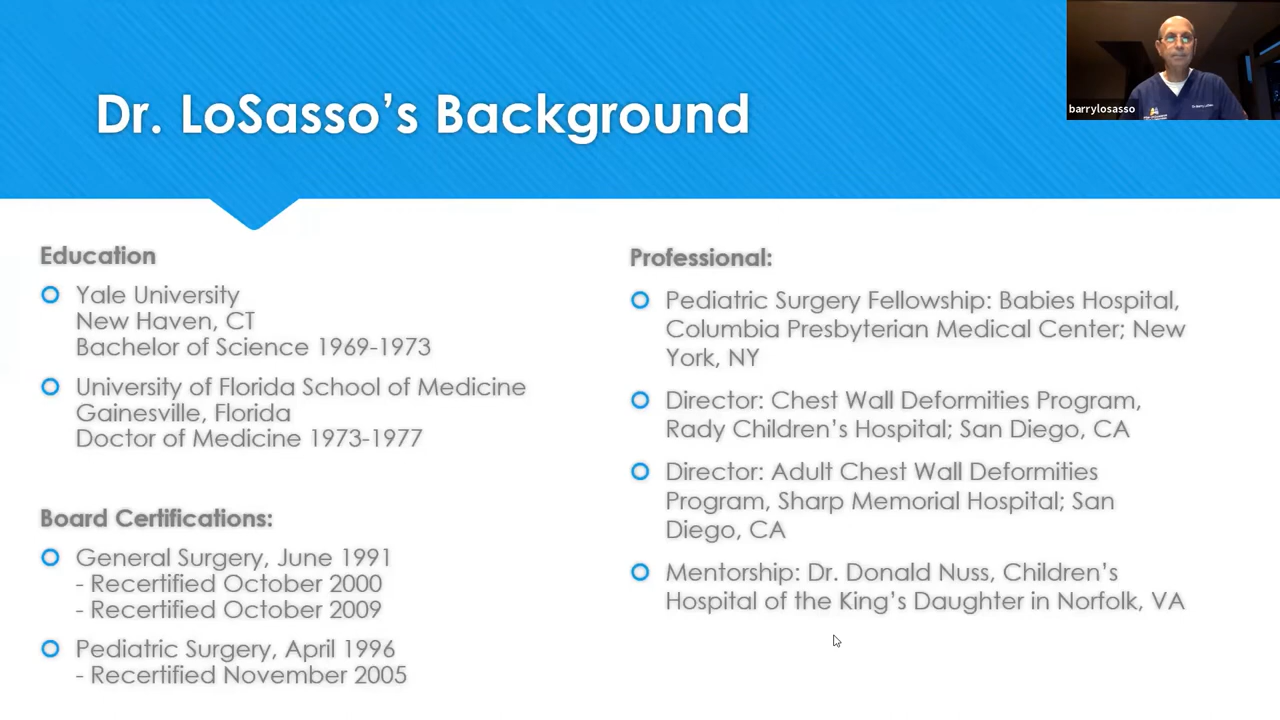 Dr. LoSasso’s Background
barrylosasso
Education
Yale University
New Haven, CT
Bachelor of Science 1969-1973
University of Florida School of Medicine
Gainesville, Florida
Doctor of Medicine 1973-1977
Board Certifications:
General Surgery, June 1991
- Recertified October 2000
- Recertified October 2009
Pediatric Surgery, April 1996
- Recertified November 2005
Professional:
Pediatric Surgery Fellowship: Babies Hospital,
Columbia Presbyterian Medical Center; New
York, NY
Director: Chest Wall Deformities Program,
Rady Children’s Hospital; San Diego, CA
Director: Adult Chest Wall Deformities
Program, Sharp Memorial Hospital; San
Diego, CA
Mentorship: Dr. Donald Nuss, Children’s
Hospital of the King’s Daughter in Norfolk, VA